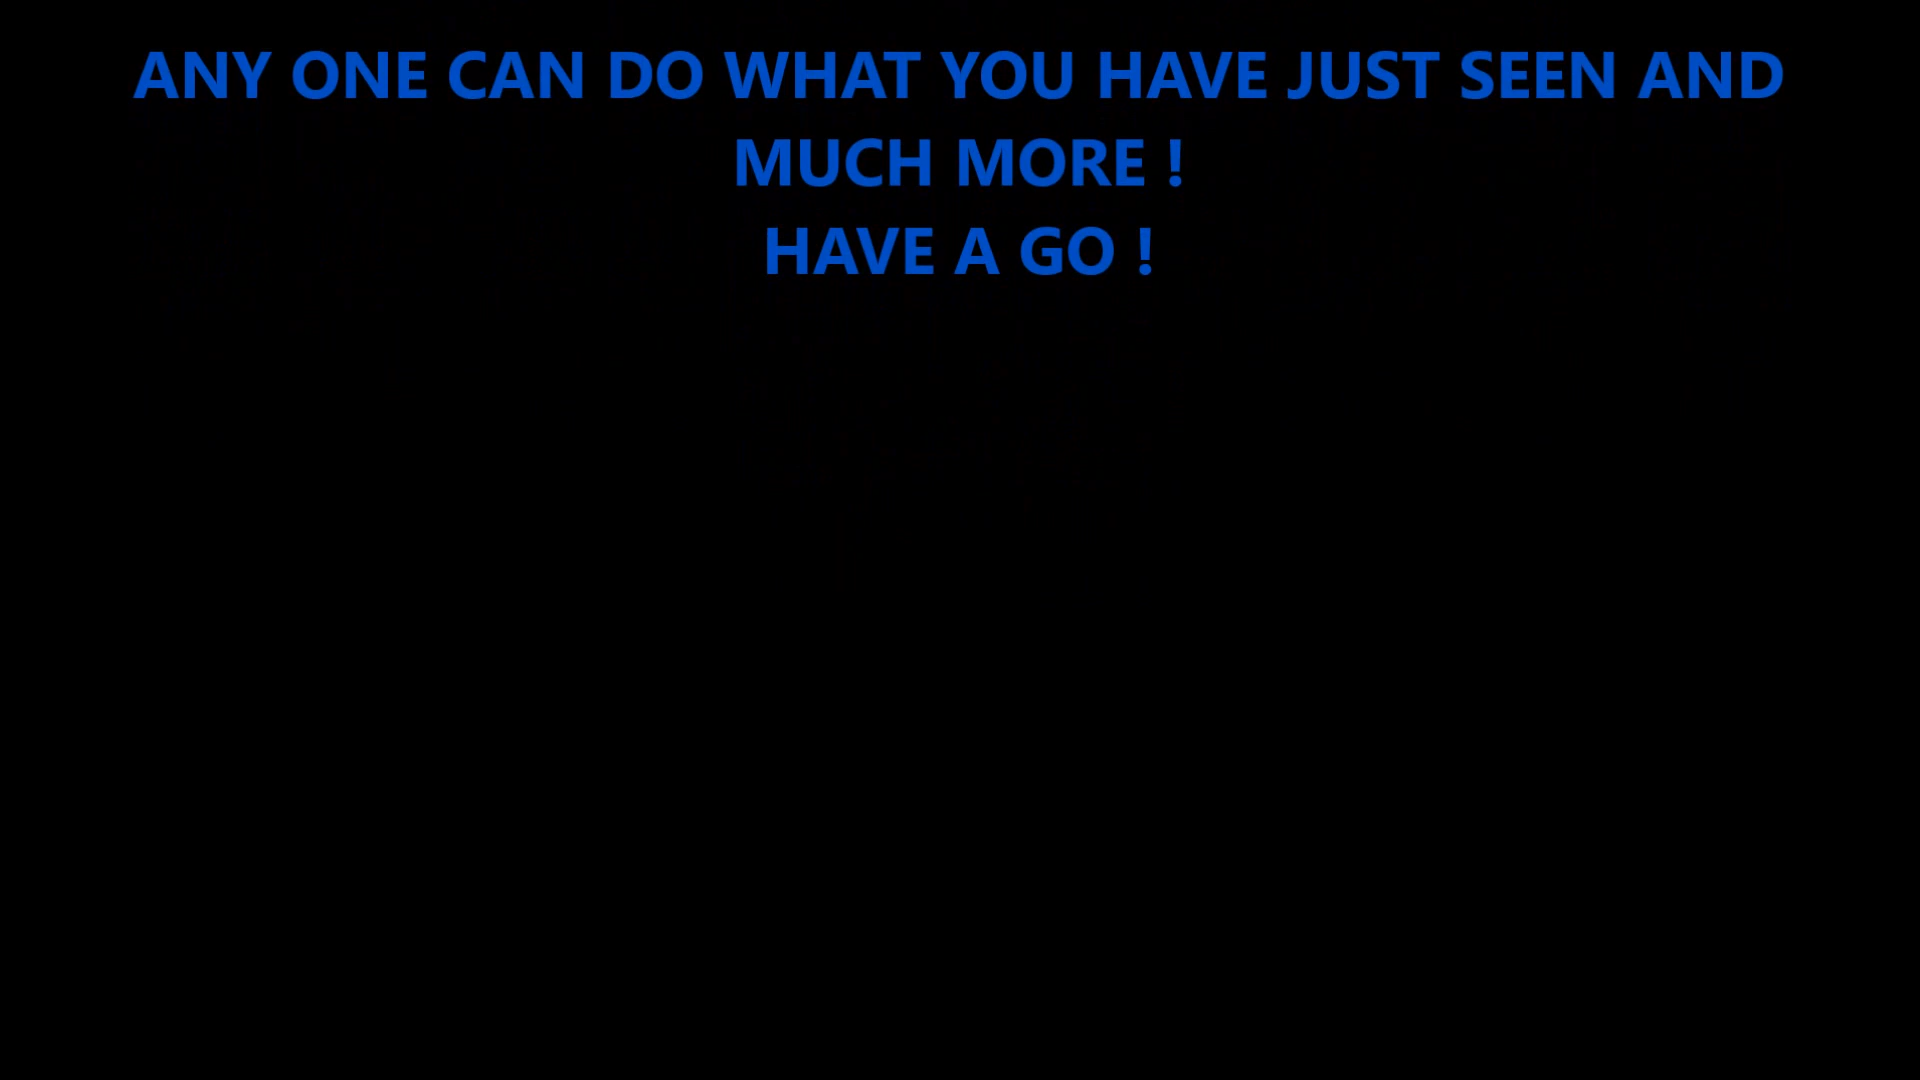 ANY ONE CAN DO WHAT YOU HAVE JUST SEEN AND
MUCH MORE !
HAVE A GO !